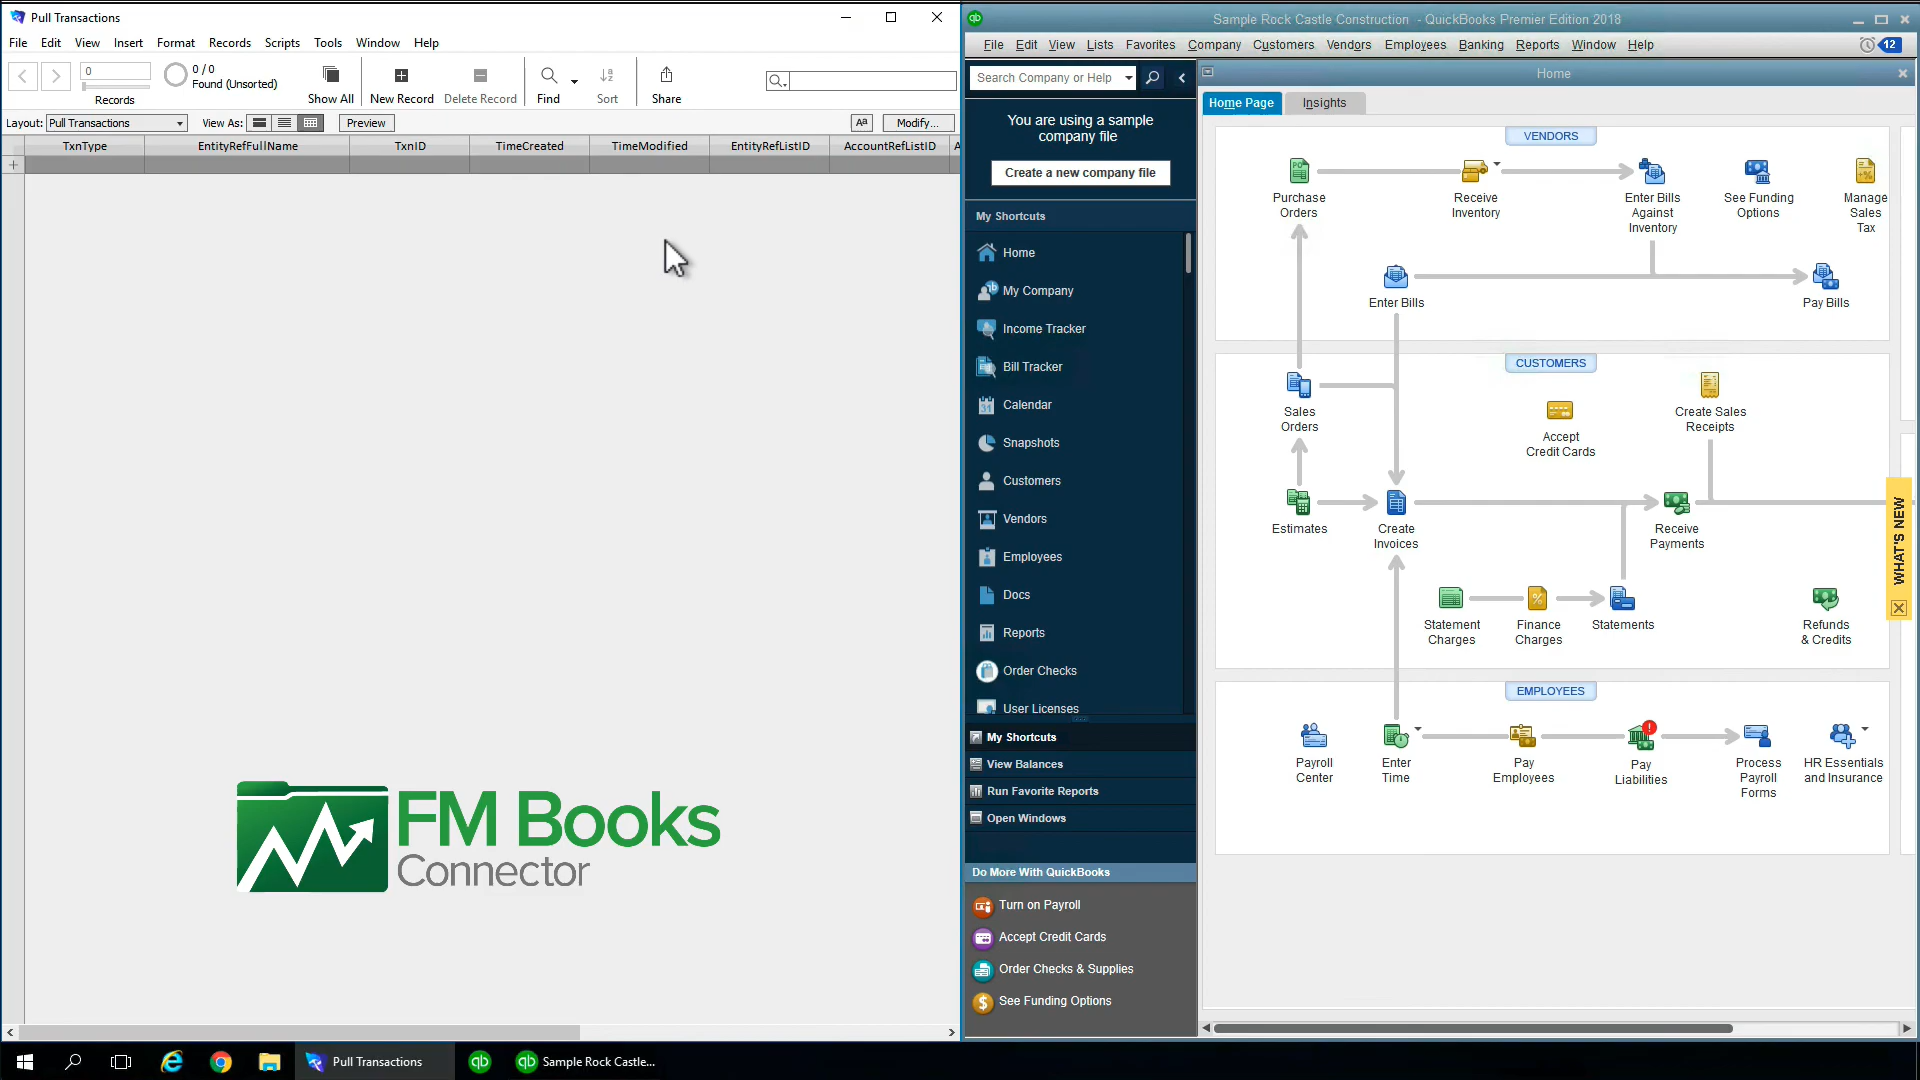 Pull Transactions
File Edit View Insert Format Records Scripts Tools Window Help
0
0 / 0
Found (Unsorted)
Records
Show All
New Record
Delete Record
Find
Sort
Share
Layout: Pull Transactions
View As:
Preview
Aa
Modify...
TxnType EntityRefFullName TxnID TimeCreated TimeModified EntityRefListID AccountRefListID A
FM Books
Connector
Sample Rock Castle Construction - QuickBooks Premier Edition 2018
File Edit View Lists Favorites Company Customers Vendors Employees Banking Reports Window Help
12
Search Company or Help
You are using a sample
company file
Create a new company file
My Shortcuts
Home
My Company
Income Tracker
Bill Tracker
Calendar
Snapshots
Customers
Vendors
Employees
Docs
Reports
Order Checks
User Licenses
My Shortcuts
View Balances
Run Favorite Reports
Open Windows
Do More With QuickBooks
Turn on Payroll
Accept Credit Cards
Order Checks & Supplies
See Funding Options
Home
Home Page
Insights
VENDORS
Purchase
Orders
Receive
Inventory
Enter Bills
Against
Inventory
See Funding
Options
Manage
Sales
Tax
Enter Bills
Pay Bills
CUSTOMERS
Sales
Orders
Accept
Credit Cards
Create Sales
Receipts
Estimates
Create
Invoices
Receive
Payments
Statement
Charges
Finance
Charges
Statements
Refunds
& Credits
WHAT'S NEW
EMPLOYEES
Payroll
Center
Enter
Time
Pay
Employees
Pay
Liabilities
Process
Payroll
Forms
HR Essentials
and Insurance
Pull Transactions
qb
Sample Rock Castle...